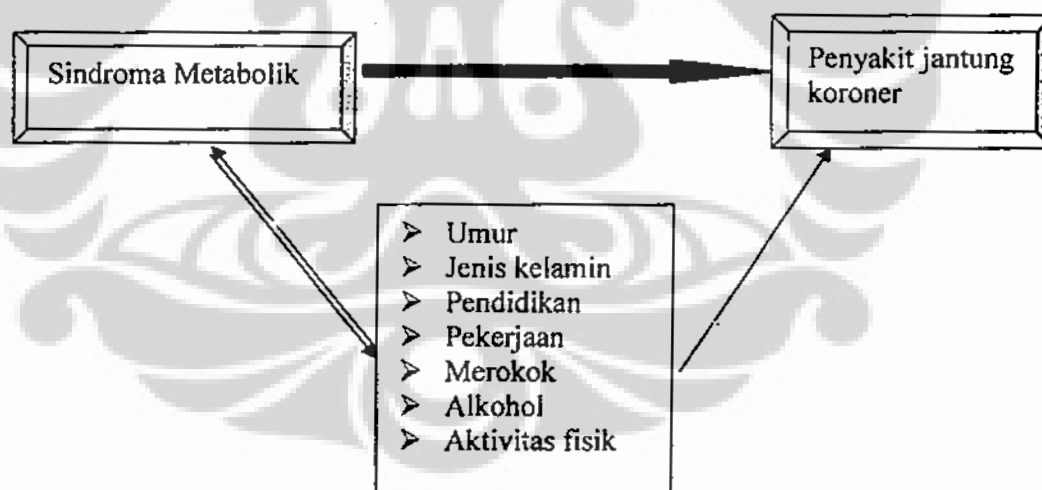 Sindroma Metabolik
Penyakit jantung
koroner
➤ Umur
➤ Jenis kelamin
➤ Pendidikan
➤ Pekerjaan
➤ Merokok
➤ Alkohol
➤ Aktivitas fisik